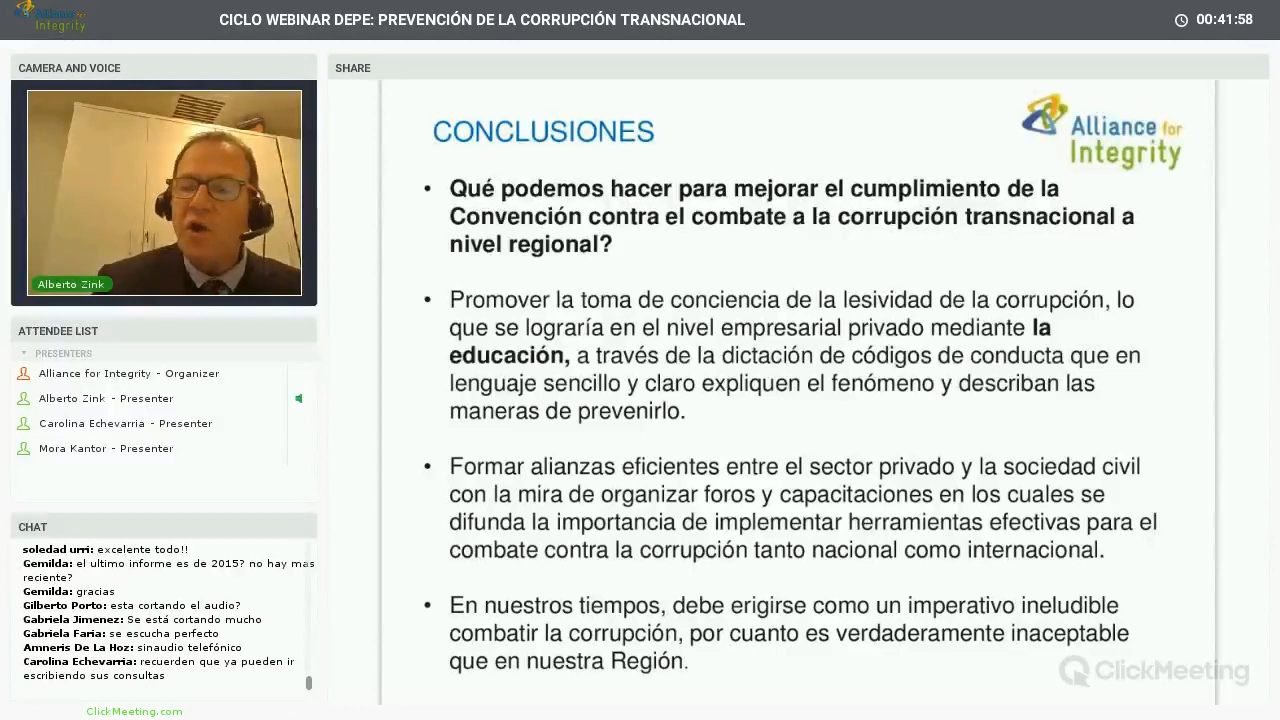 Alliance for
Integrity
CICLO WEBINAR DEPE: PREVENCIÓN DE LA CORRUPCIÓN TRANSNACIONAL
00:41:58
CAMERA AND VOICE
Alberto Zink
ATTENDEE LIST
PRESENTERS
Alliance for Integrity - Organizer
Alberto Zink - Presenter
Carolina Echevarria - Presenter
Mora Kantor - Presenter
CHAT
soledad urri: excelente todo!!
Gemilda: el ultimo informe es de 2015? no hay mas
reciente?
Gemilda: gracias
Gilberto Porto: esta cortando el audio?
Gabriela Jimenez: Se está cortando mucho
Gabriela Faria: se escucha perfecto
Amneris De La Hoz: sinaudio telefónico
Carolina Echevarria: recuerden que ya pueden ir
escribiendo sus consultas
ClickMeeting.com
SHARE
CONCLUSIONES
Alliance for
Integrity
• Qué podemos hacer para mejorar el cumplimiento de la
Convención contra el combate a la corrupción transnacional a
nivel regional?
• Promover la toma de conciencia de la lesividad de la corrupción, lo
que se lograría en el nivel empresarial privado mediante la
educación, a través de la dictación de códigos de conducta que en
lenguaje sencillo y claro expliquen el fenómeno y describan las
maneras de prevenirlo.
• Formar alianzas eficientes entre el sector privado y la sociedad civil
con la mira de organizar foros y capacitaciones en los cuales se
difunda la importancia de implementar herramientas efectivas para el
combate contra la corrupción tanto nacional como internacional.
• En nuestros tiempos, debe erigirse como un imperativo ineludible
combatir la corrupción, por cuanto es verdaderamente inaceptable
que en nuestra Región.
ClickMeeting